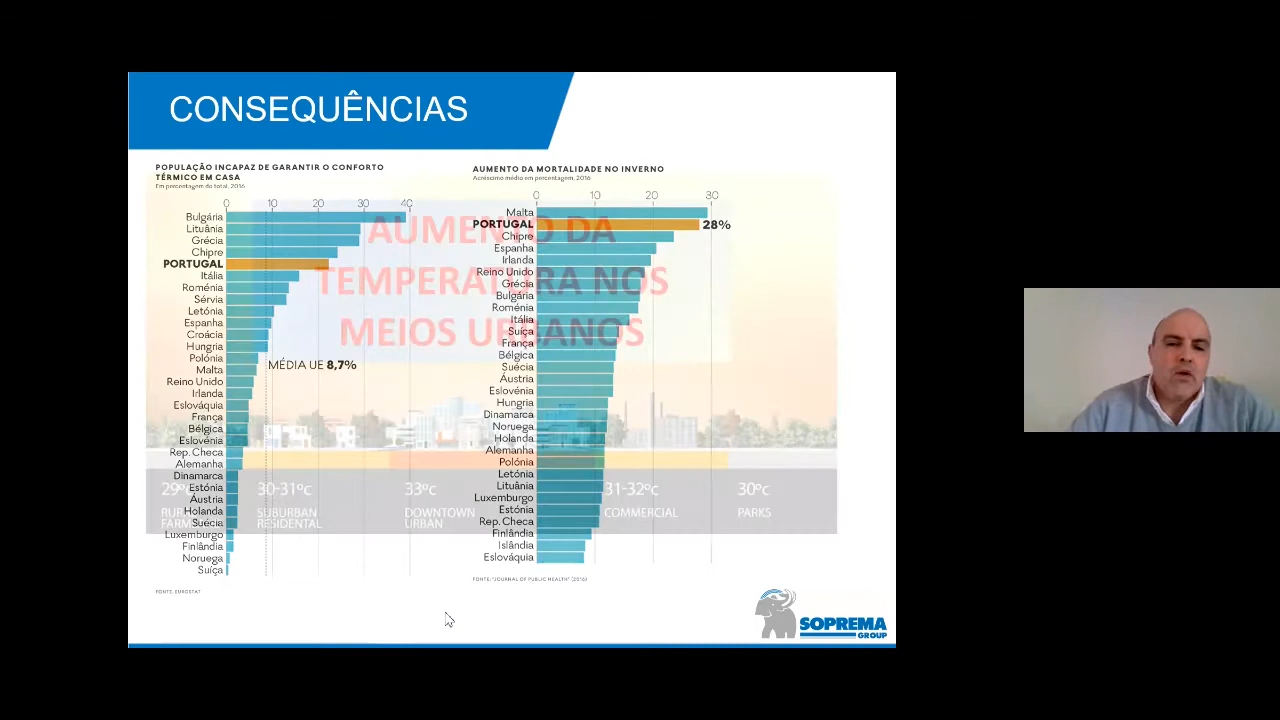 CONSEQUÊNCIAS
POPULAÇÃO INCAPAZ DE GARANTIR O CONFORTO
TÉRMICO EM CASA
Em percentagem do total, 2016
0 10 20 30 40
Bulgária
Lituânia
Grécia
Chipre
PORTUGAL
Itália
Roménia
Sérvia
Letónia
Espanha
Croácia
Hungria
Polónia
MÉDIA UE 8,7%
Malta
Reino Unido
Irlanda
Eslováquia
França
Bélgica
Eslovénia
Rep. Checa
Alemanha
Dinamarca
Estónia
Áustria
Holanda
Suécia
Luxemburgo
Finlândia
Noruega
Suíça
FONTE: EUROSTAT
AUMENTO DA MORTALIDADE NO INVERNO
Acréscimo médio em percentagem, 2016
0 10 20 30
Malta
PORTUGAL 28%
Chipre
Espanha
Irlanda
Reino Unido
Grécia
Bulgária
Roménia
Itália
Suíça
França
Bélgica
Suécia
Áustria
Eslovénia
Hungria
Dinamarca
Noruega
Holanda
Alemanha
Polónia
Letónia
Lituânia
Luxemburgo
Estónia
Rep. Checa
Finlândia
Islândia
Eslováquia
FONTE: "JOURNAL OF PUBLIC HEALTH" (2016)
AUMENTO DA
TEMPERATURA NOS
MEIOS URBANOS
29º
30-31ºc
SUBURBAN
RESIDENTAL
33ºc
DOWNTOWN
URBAN
31-32ºc
COMMERCIAL
30ºc
PARKS
SOPREMA
GROUP